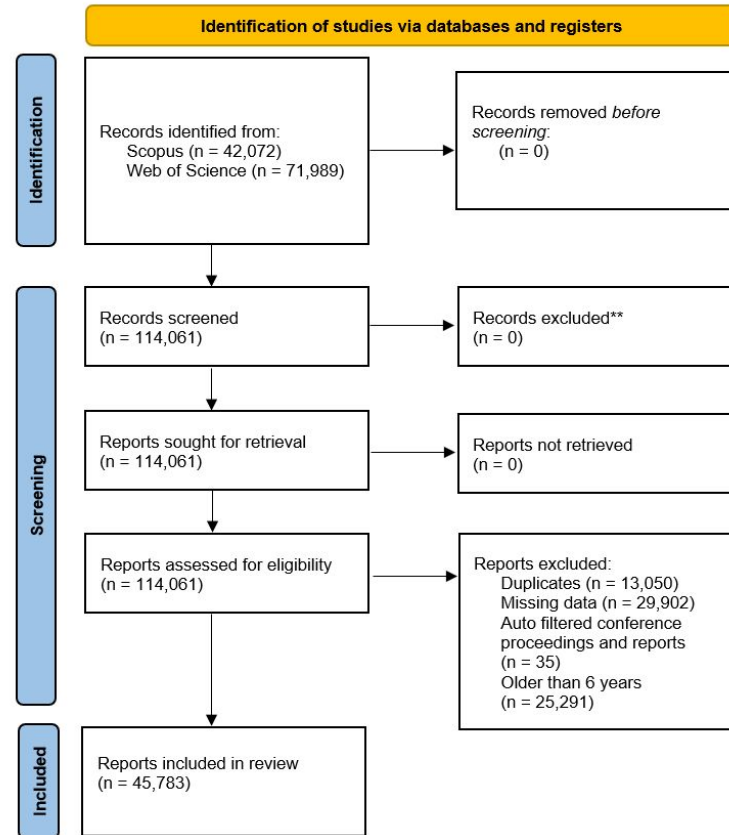 Identification of studies via databases and registers
Identification
Records identified from:
Scopus (n = 42,072)
Web of Science (n = 71,989)
Records removed before
screening:
(n = 0)
Screening
Records screened
(n = 114,061)
Records excluded**
(n = 0)
Reports sought for retrieval
(n = 114,061)
Reports not retrieved
(n = 0)
Reports assessed for eligibility
(n = 114,061)
Reports excluded:
Duplicates (n = 13,050)
Missing data (n = 29,902)
Auto filtered conference
proceedings and reports
(n = 35)
Older than 6 years
(n = 25,291)
Included
Reports included in review
(n = 45,783)